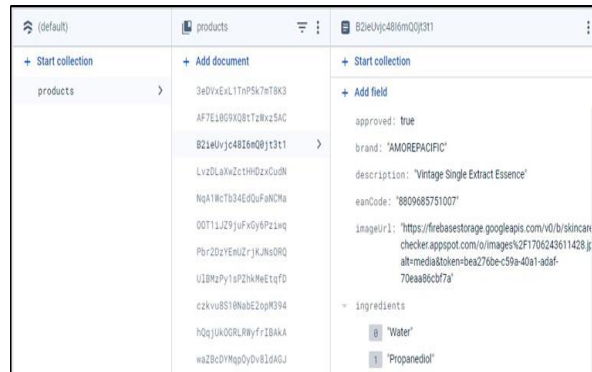 (default)
+ Start collection
products
products
+ Add document
3eDVxExL1TnP5k7mT8K3
AF7Ei0G9XQ8tTzWxz5AC
B2ieUvjc48I6mQ0jt3t1
LvzDLaXwZctHHDzxCudN
NqA1WcTb34EdQuFaNCMa
OOT1iJZ9juFxGy6Pziwq
Pbr2DzYEmUZrjKJNsORQ
UlBMzPy1sPZhkMeEtqfD
czkvu8S10NabE2opM394
hQqjUkOGRLRWyfrIBAkA
waZBcDYMqpOyDv8ldAGJ
B2ieUvjc48I6mQ0jt3t1
+ Start collection
+ Add field
approved: true
brand: "AMOREPACIFIC"
description: "Vintage Single Extract Essence"
eanCode: "8809685751007"
imageUrl: "https://firebasestorage.googleapis.com/v0/b/skincare
checker.appspot.com/o/images%2F1706243611428.jp
alt=media&token=bea276be-c59a-40a1-adaf-
70eaa86cbf7a"
ingredients
0 "Water"
1 "Propanediol"